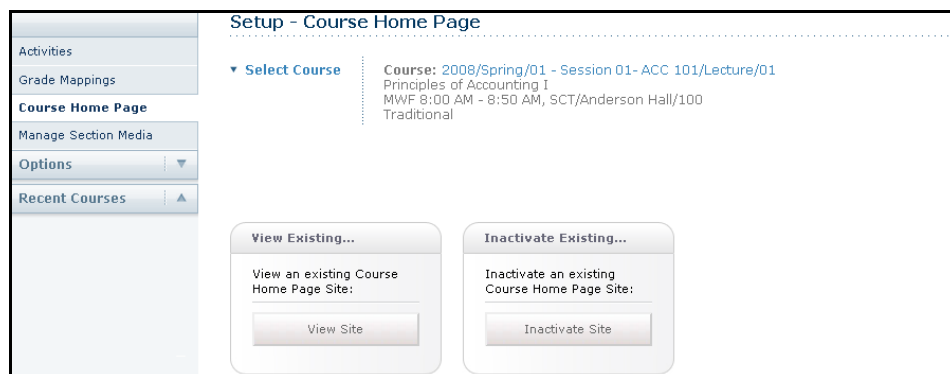 Setup - Course Home Page
Activities
Grade Mappings
Course Home Page
Manage Section Media
Options
Recent Courses
Select Course
Course: 2008/Spring/01 - Session 01- ACC 101/Lecture/01
Principles of Accounting I
MWF 8:00 AM - 8:50 AM, SCT/Anderson Hall/100
Traditional
View Existing...
View an existing Course
Home Page Site:
View Site
Inactivate Existing...
Inactivate an existing
Course Home Page Site:
Inactivate Site